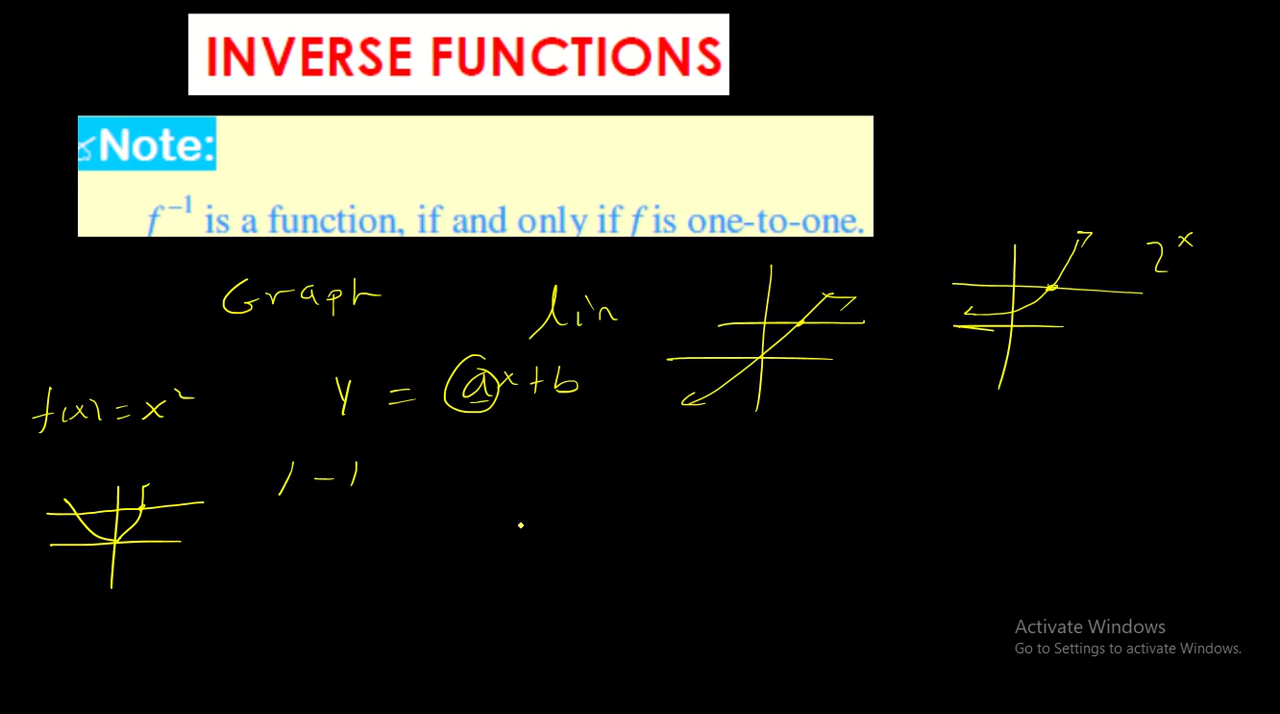 INVERSE FUNCTIONS
Note:
f⁻¹ is a function, if and only if f is one-to-one.
Graph
lin
2ˣ
f(x) = x²
y = ax + b
1 - 1
Activate Windows
Go to Settings to activate Windows.